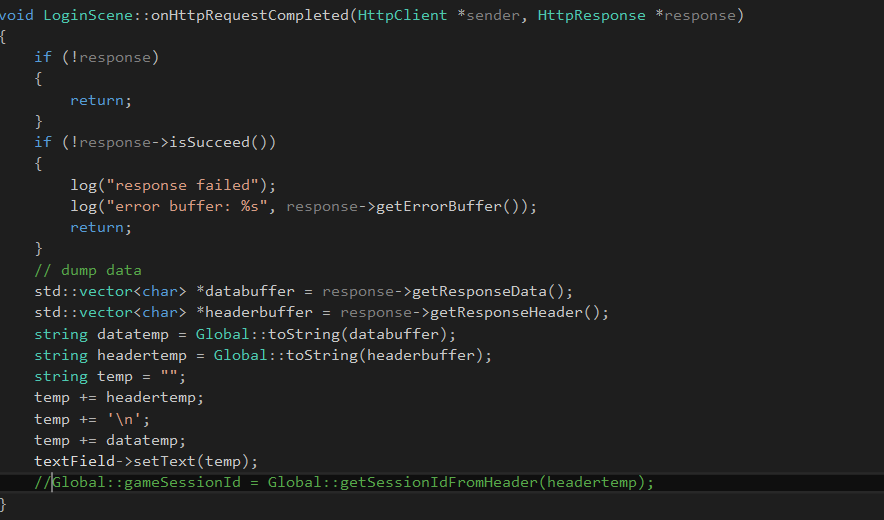 void LoginScene::onHttpRequestCompleted(HttpClient *sender, HttpResponse *response)
{
    if (!response)
    {
        return;
    }
    if (!response->isSucceed())
    {
        log("response failed");
        log("error buffer: %s", response->getErrorBuffer());
        return;
    }
    // dump data
    std::vector<char> *databuffer = response->getResponseData();
    std::vector<char> *headerbuffer = response->getResponseHeader();
    string datatemp = Global::toString(databuffer);
    string headertemp = Global::toString(headerbuffer);
    string temp = "";
    temp += headertemp;
    temp += '\n';
    temp += datatemp;
    textField->setText(temp);
    //Global::gameSessionId = Global::getSessionIdFromHeader(headertemp);
}